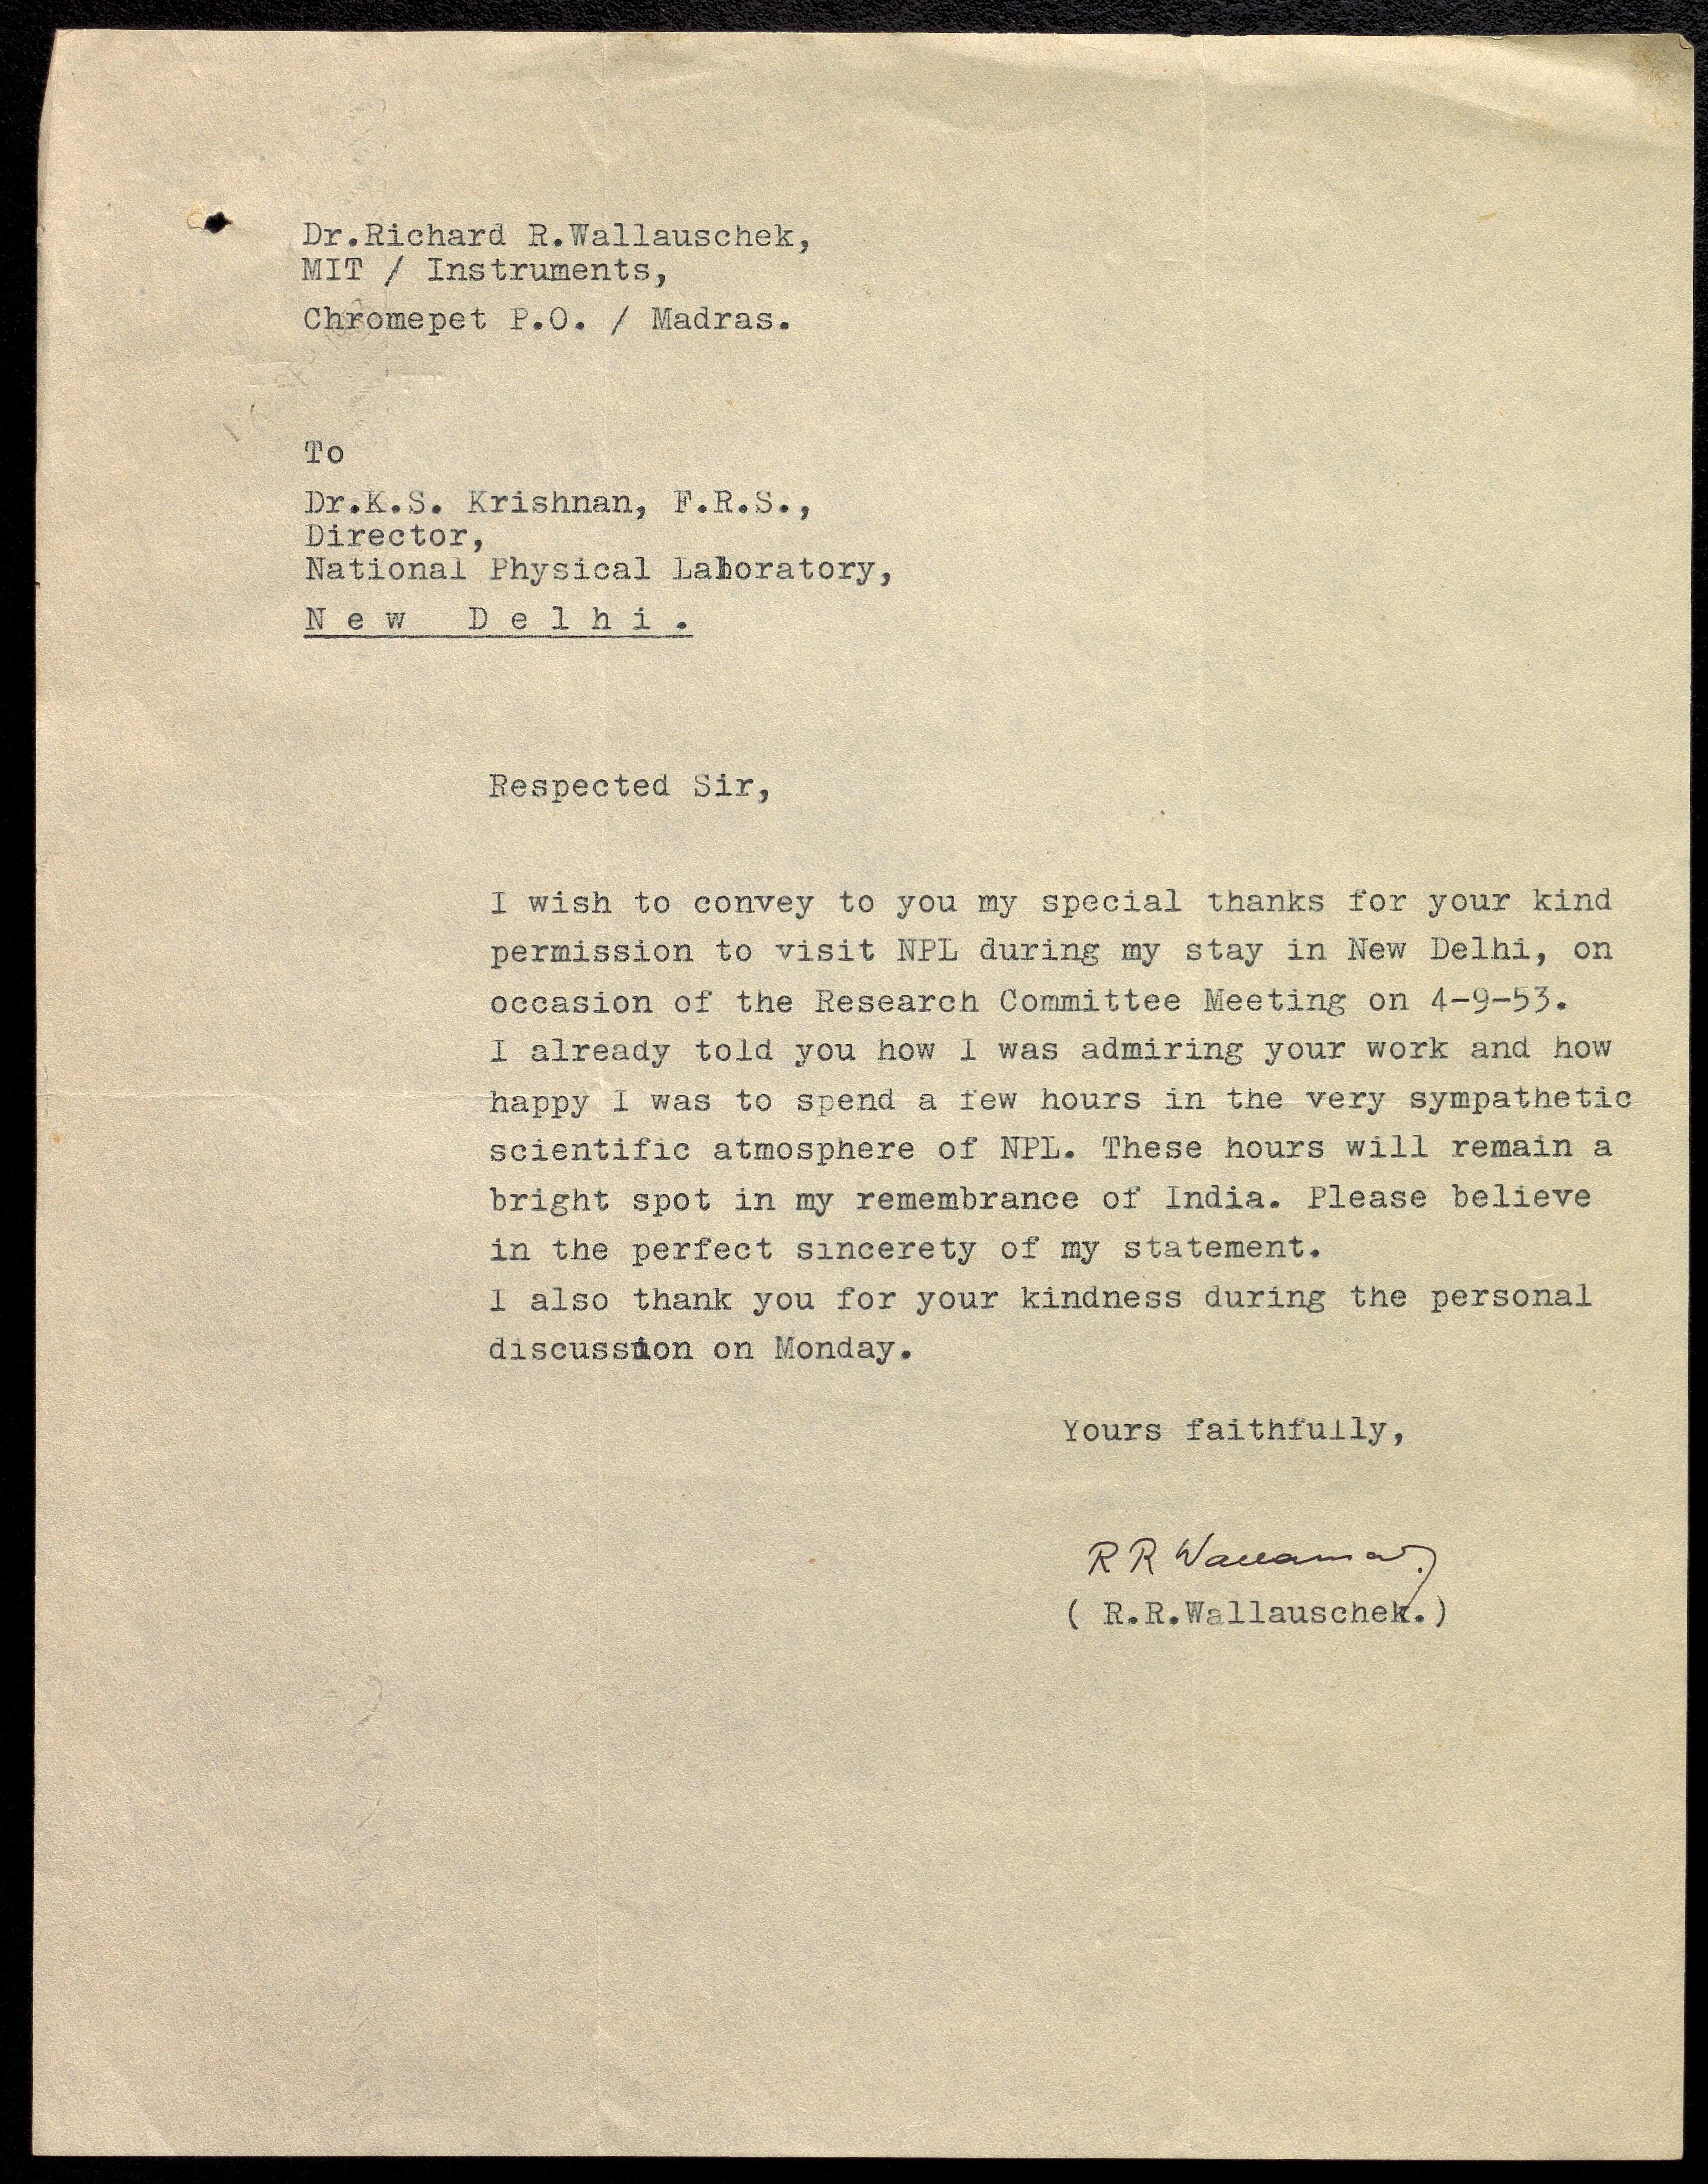 Dr.Richard R.Wallauschek,
MIT / Instruments,
Chromepet P.O. / Madras.
To
Dr.K.S. Krishnan, F.R.S.,
Director,
National Physical Laboratory,
New Delhi.
Respected Sir,
I wish to convey to you my special thanks for your kind
permission to visit NPL during my stay in New Delhi, on
occasion of the Research Committee Meeting on 4-9-53.
I already told you how I was admiring your work and how
happy I was to spend a few hours in the very sympathetic
scientific atmosphere of NPL. These hours will remain a
bright spot in my remembrance of India. Please believe
in the perfect sincerety of my statement.
I also thank you for your kindness during the personal
discussion on Monday.
Yours faithfully,
R R
( R.R.Wallauschek.)